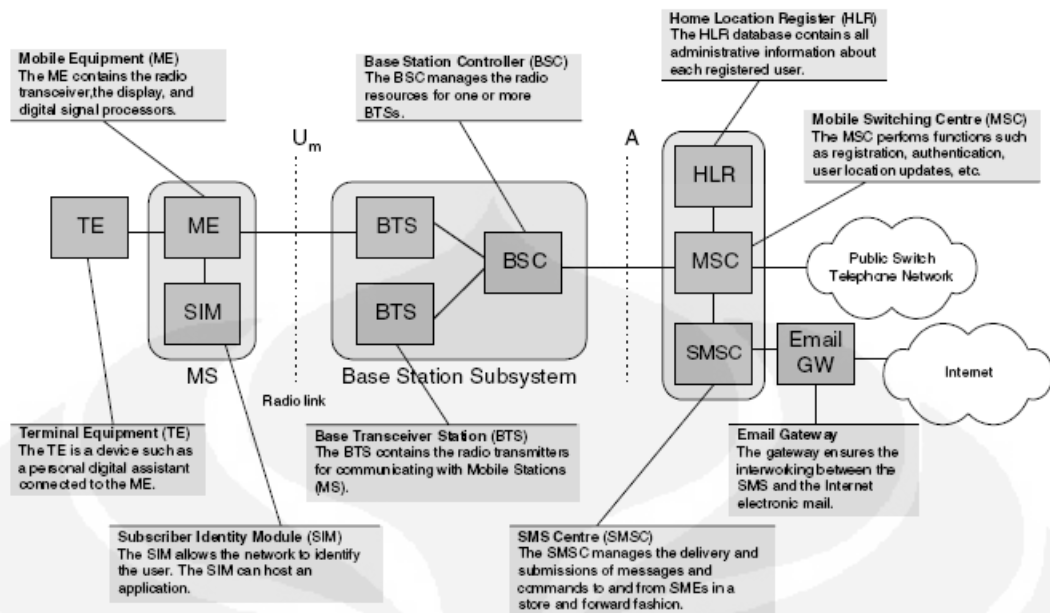 Home Location Register (HLR)
The HLR database contains all
administrative information about
each registered user.
Mobile Equipment (ME)
The ME contains the radio
transceiver,the display, and
digital signal processors.
Base Station Controller (BSC)
The BSC manages the radio
resources for one or more
BTSs.
Mobile Switching Centre (MSC)
The MSC perfoms functions such
as registration, authentication,
user location updates, etc.
Um
A
HLR
TE
ME
BTS
BSC
MSC
Public Switch
Telephone Network
SIM
BTS
SMSC
Email
GW
Internet
MS
Base Station Subsystem
Radio link
Terminal Equipment (TE)
The TE is a device such as
a personal digital assistant
connected to the ME.
Base Transceiver Station (BTS)
The BTS contains the radio transmitters
for communicating with Mobile Stations
(MS).
Email Gateway
The gateway ensures the
interworking between the
SMS and the Internet
electronic mail.
Subscriber Identity Module (SIM)
The SIM allows the network to identify
the user. The SIM can host an
application.
SMS Centre (SMSC)
The SMSC manages the delivery and
submissions of messages and
commands to and from SMEs in a
store and forward fashion.